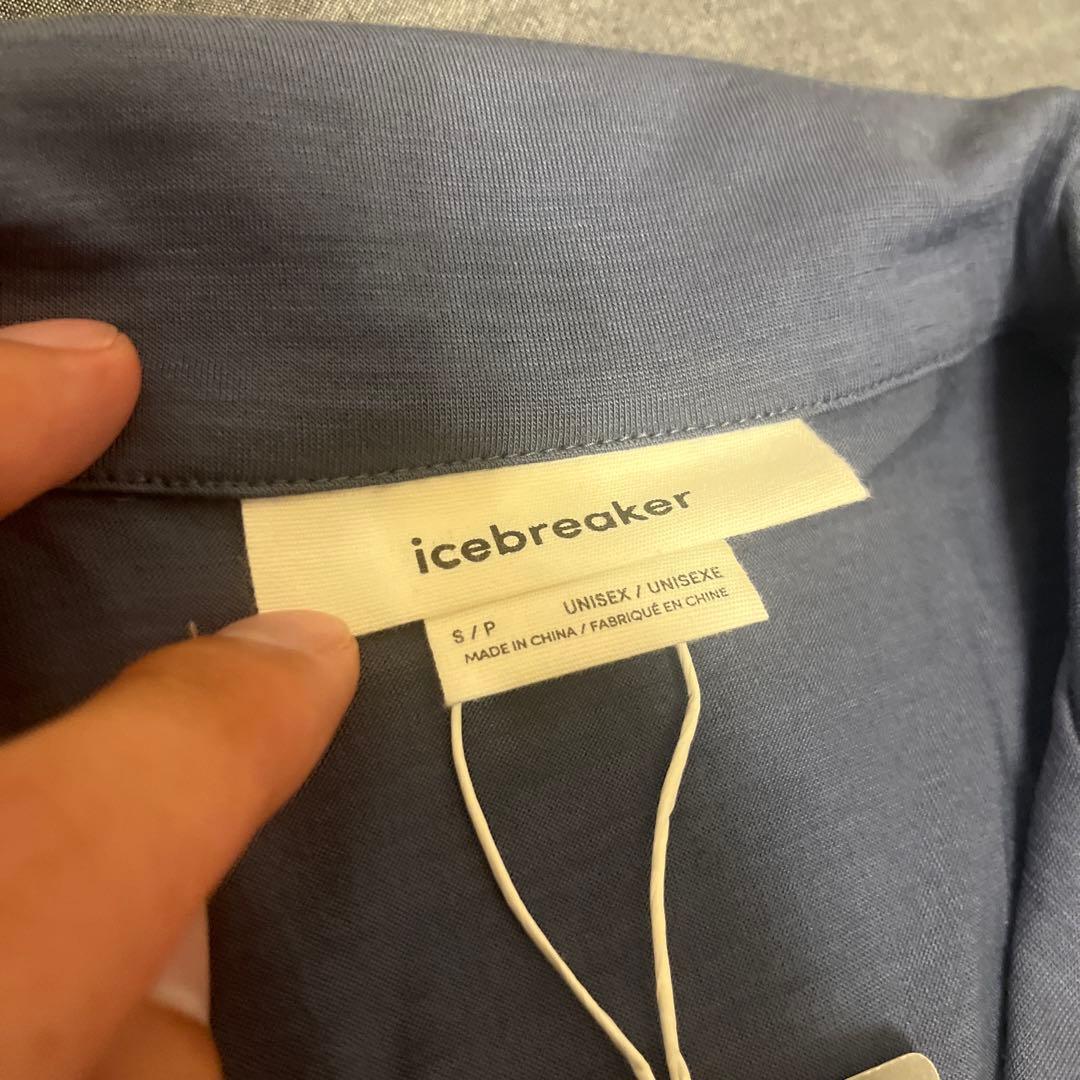 icebreaker
S / P UNISEX / UNISEXE
MADE IN CHINA / FABRIQUÉ EN CHINE